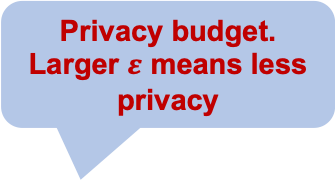 Privacy budget.
Larger 𝜺 means less
privacy